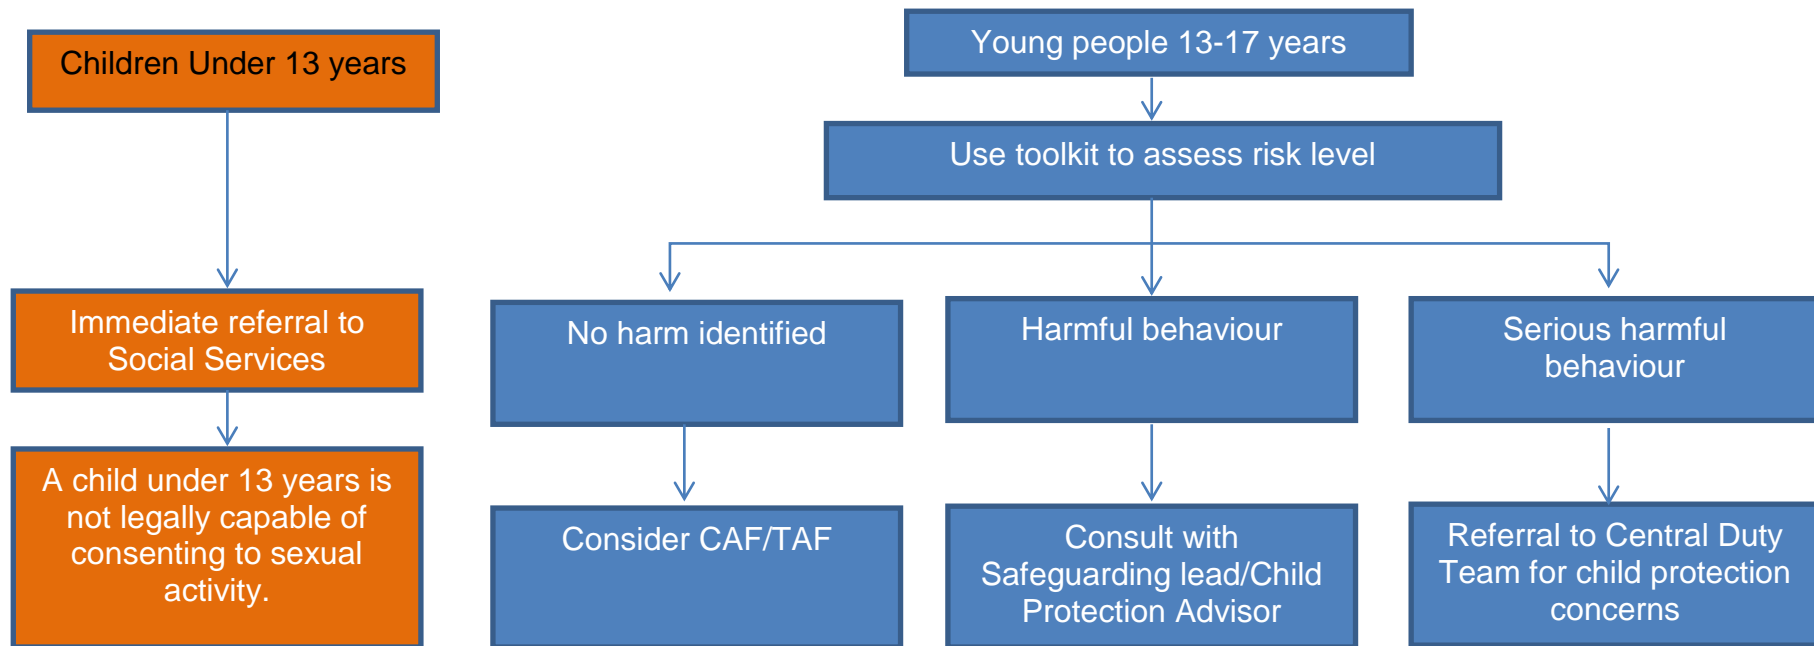 Children Under 13 years
Immediate referral to
Social Services
A child under 13 years is
not legally capable of
consenting to sexual
activity.
Young people 13-17 years
Use toolkit to assess risk level
No harm identified
Harmful behaviour
Serious harmful
behaviour
Consider CAF/TAF
Consult with
Safeguarding lead/Child
Protection Advisor
Referral to Central Duty
Team for child protection
concerns